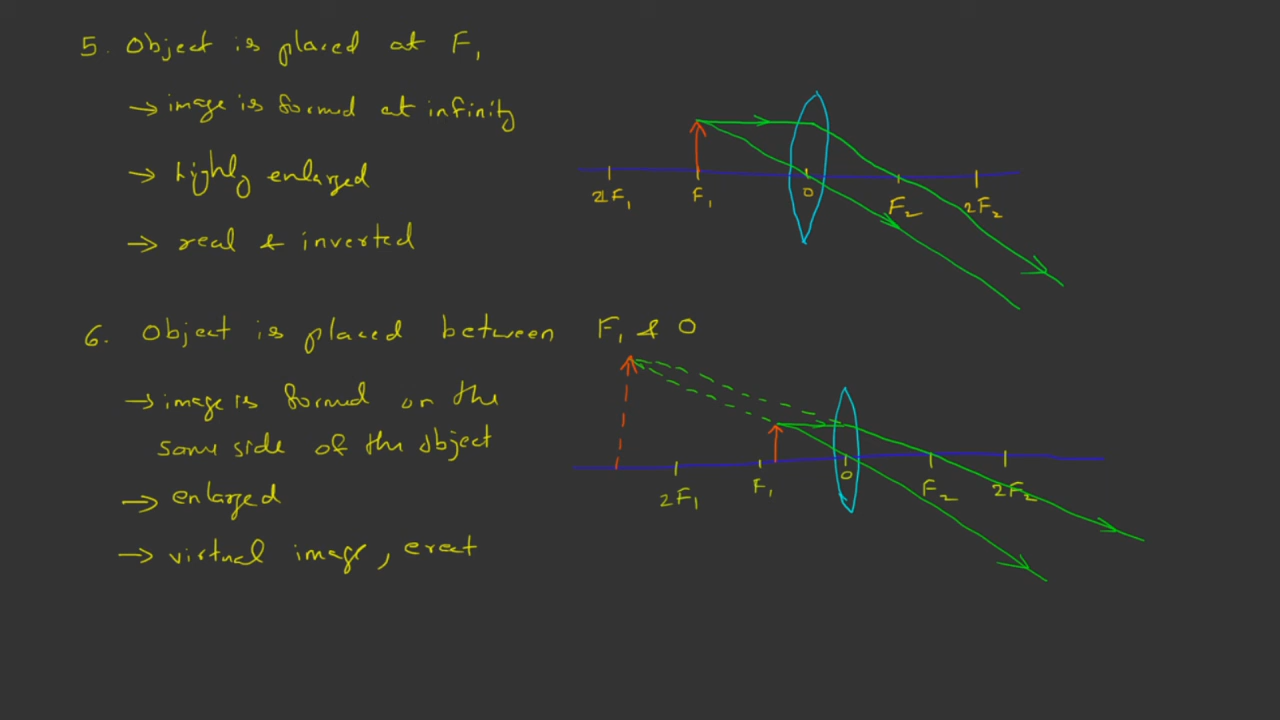 5. Object is placed at F₁
→ image is formed at infinity
→ highly enlarged
→ real & inverted
2F₁ F₁ O F₂ 2F₂
6. Object is placed between F₁ & O
→ image is formed on the
same side of the object
→ enlarged
→ virtual image, erect
2F₁ F₁ O F₂ 2F₂